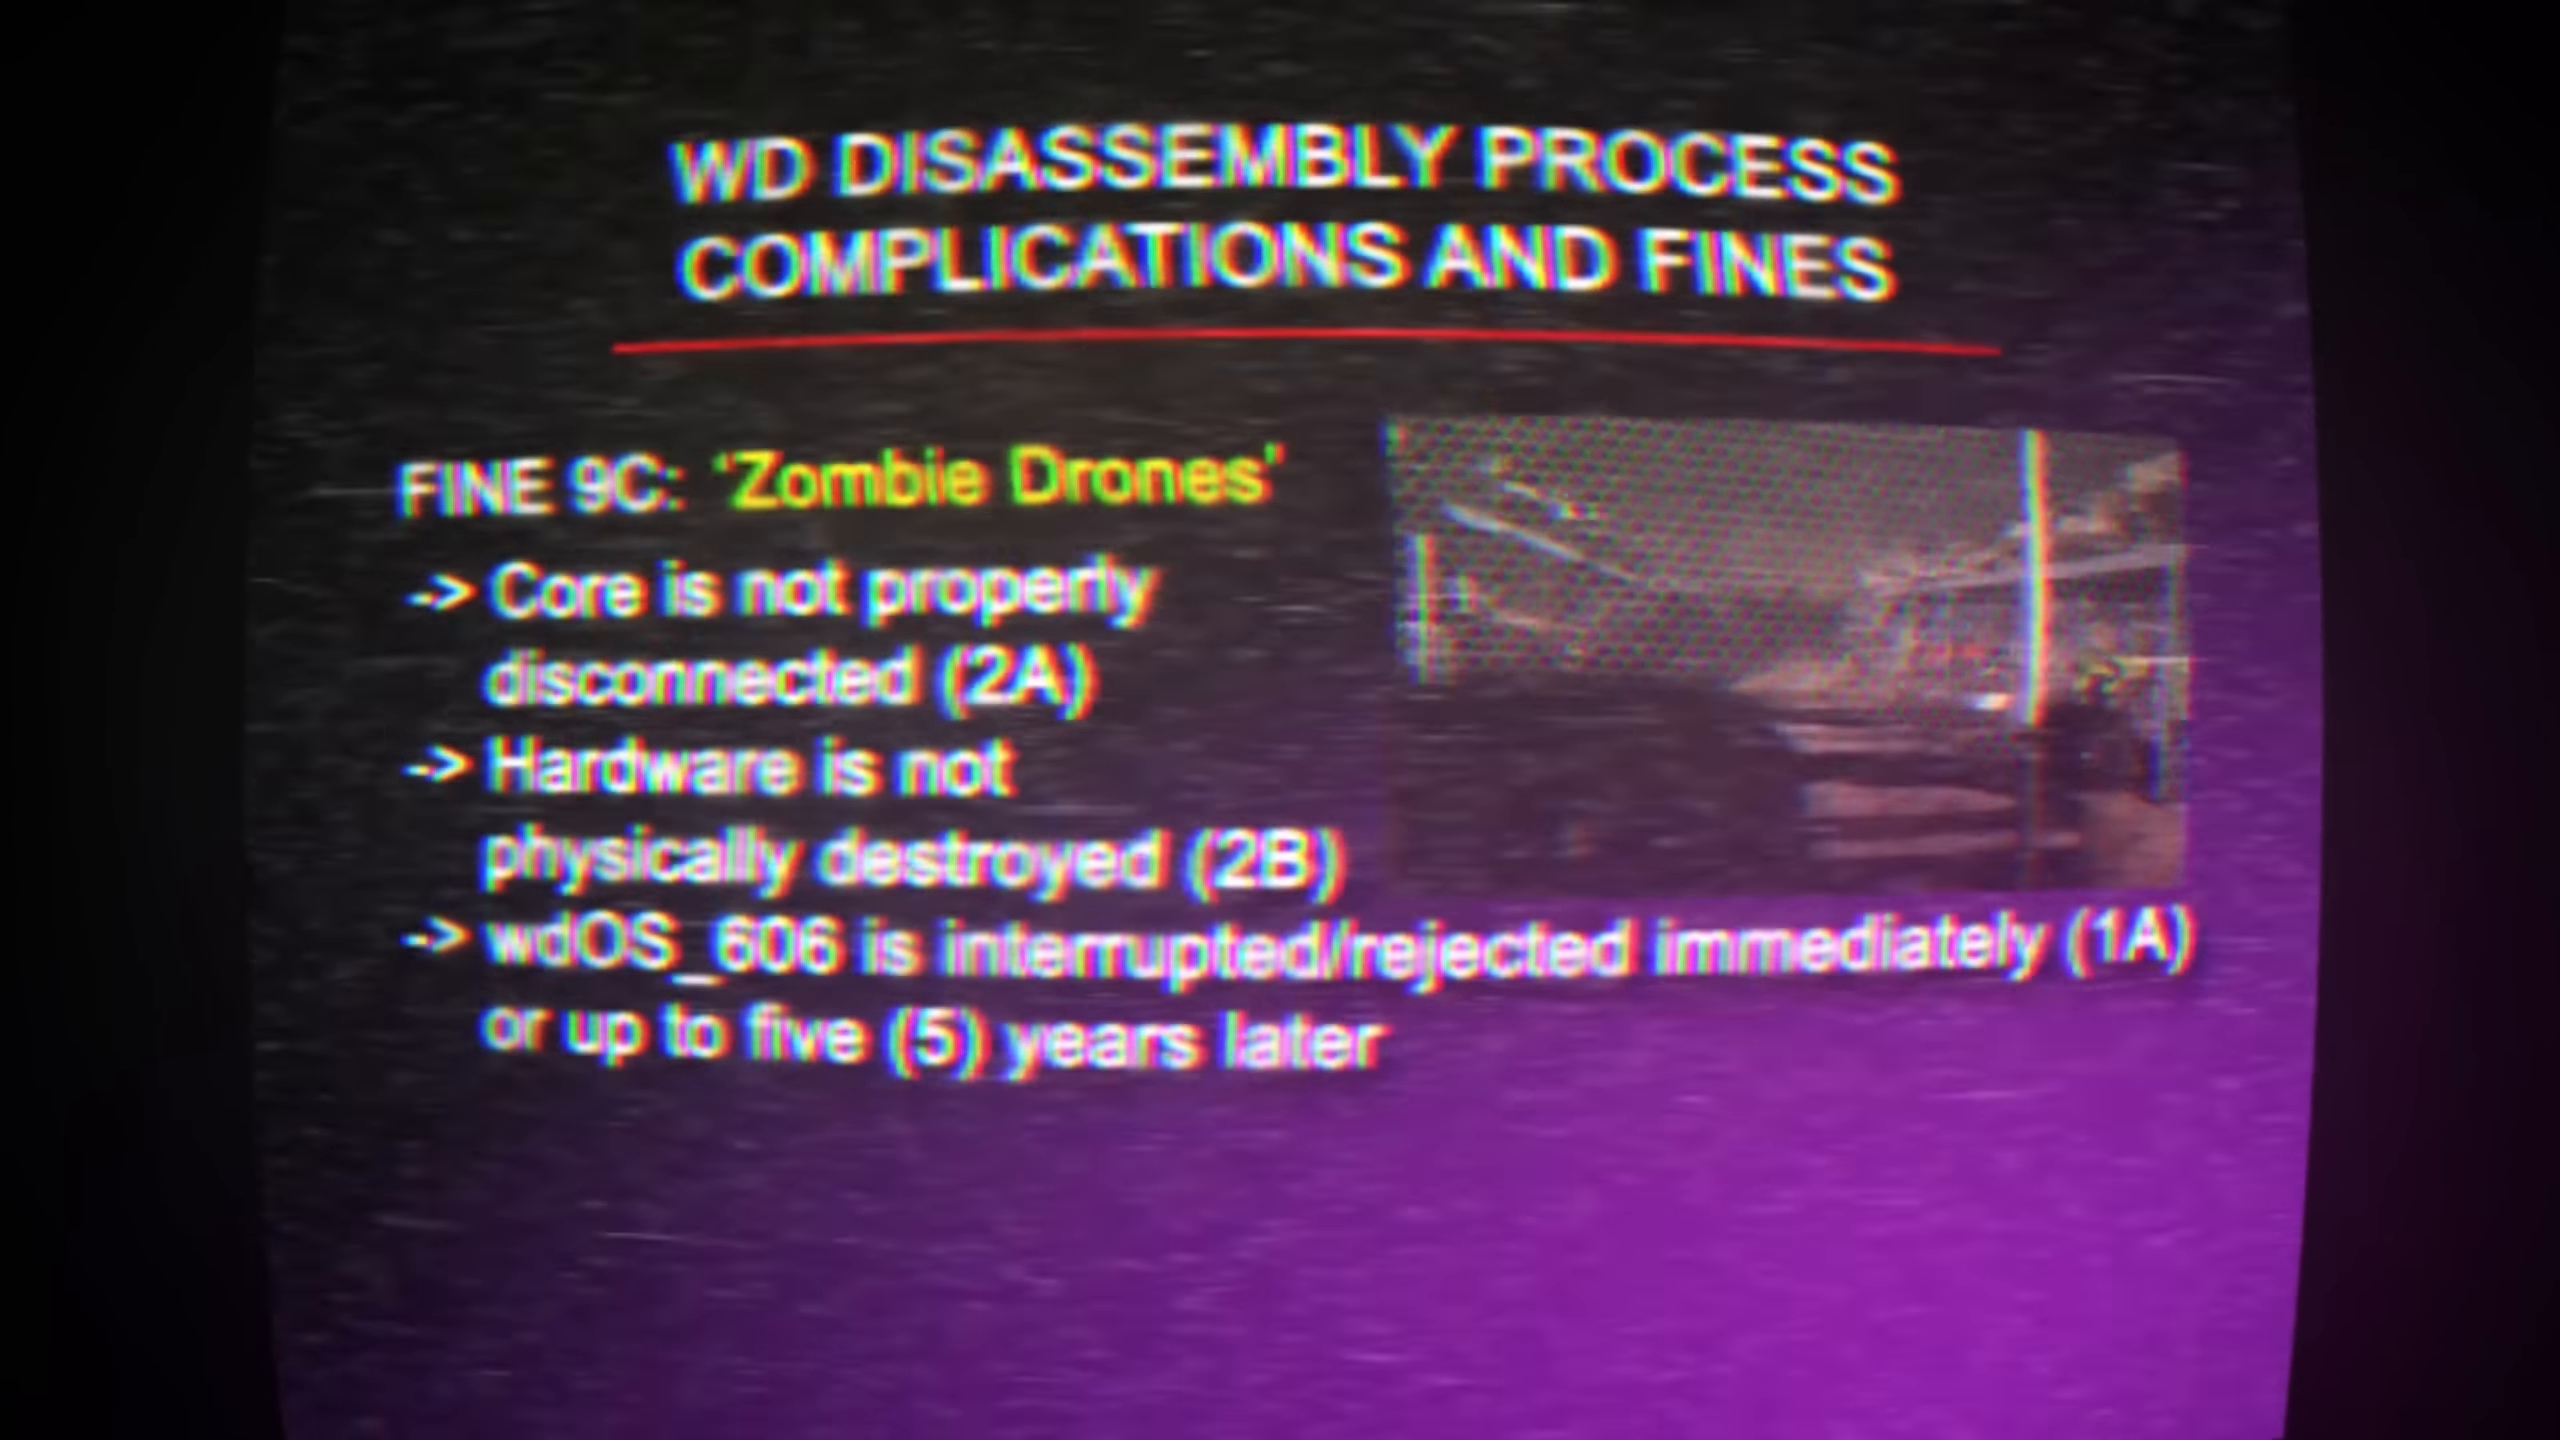 WD DISASSEMBLY PROCESS
COMPLICATIONS AND FINES
FINE 9C: 'Zombie Drones'
-> Core is not properly
disconnected (2A)
-> Hardware is not
physically destroyed (2B)
-> wdOS_606 is interrupted/rejected immediately (1A)
or up to five (5) years later